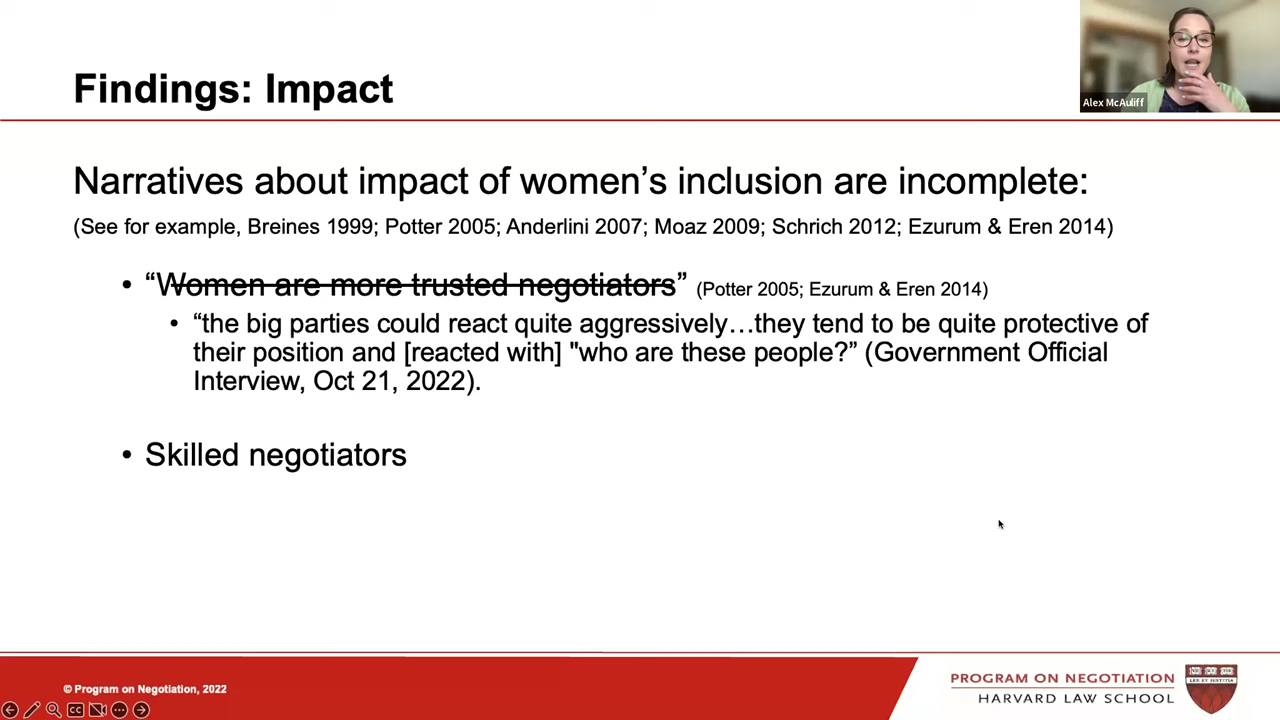 Findings: Impact
Alex McAuliff
Narratives about impact of women’s inclusion are incomplete:
(See for example, Breines 1999; Potter 2005; Anderlini 2007; Moaz 2009; Schrich 2012; Ezurum & Eren 2014)
• “Women are more trusted negotiators” (Potter 2005; Ezurum & Eren 2014)
• “the big parties could react quite aggressively…they tend to be quite protective of
their position and [reacted with] "who are these people?” (Government Official
Interview, Oct 21, 2022).
• Skilled negotiators
© Program on Negotiation, 2022
PROGRAM ON NEGOTIATION
HARVARD LAW SCHOOL
CC